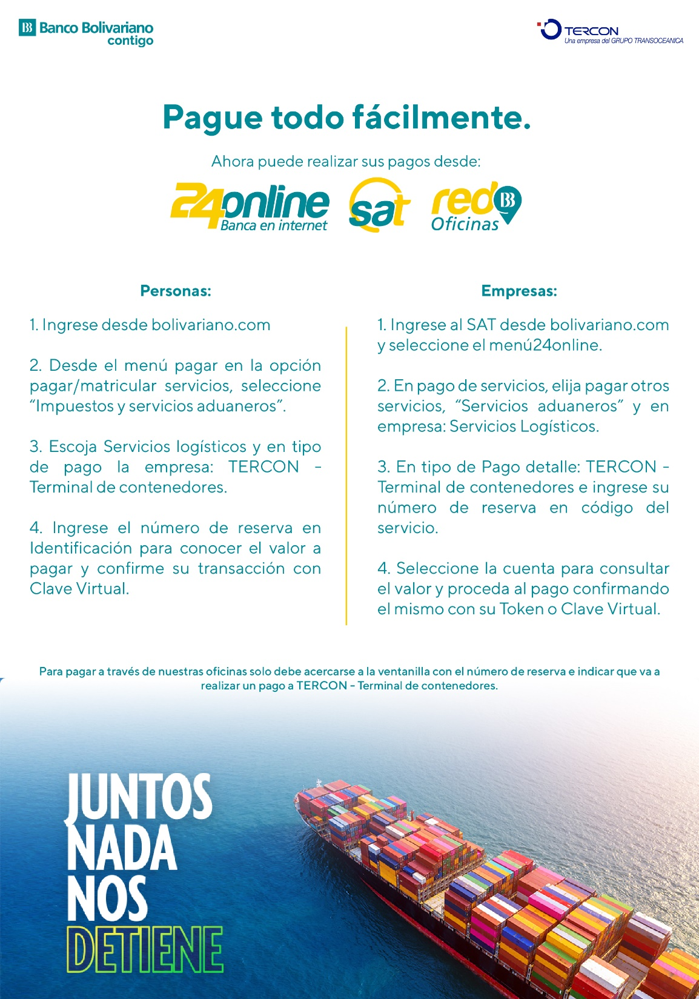 Banco Bolivariano
contigo
TERCON
Una empresa del GRUPO TRANSOCEANICA
Pague todo fácilmente.
Ahora puede realizar sus pagos desde:
24online
Banca en internet
sat
red
Oficinas
Personas:
1. Ingrese desde bolivariano.com
2. Desde el menú pagar en la opción
pagar/matricular servicios, seleccione
“Impuestos y servicios aduaneros”.
3. Escoja Servicios logísticos y en tipo
de pago la empresa: TERCON -
Terminal de contenedores.
4. Ingrese el número de reserva en
Identificación para conocer el valor a
pagar y confirme su transacción con
Clave Virtual.
Empresas:
1. Ingrese al SAT desde bolivariano.com
y seleccione el menú24online.
2. En pago de servicios, elija pagar otros
servicios, “Servicios aduaneros” y en
empresa: Servicios Logísticos.
3. En tipo de Pago detalle: TERCON -
Terminal de contenedores e ingrese su
número de reserva en código del
servicio.
4. Seleccione la cuenta para consultar
el valor y proceda al pago confirmando
el mismo con su Token o Clave Virtual.
Para pagar a través de nuestras oficinas solo debe acercarse a la ventanilla con el número de reserva e indicar que va a
realizar un pago a TERCON - Terminal de contenedores.
JUNTOS
NADA
NOS
DETIENE